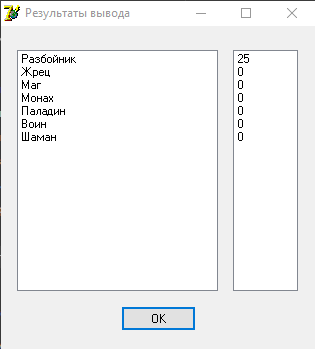 Результаты вывода
Разбойник 25
Жрец 0
Маг 0
Монах 0
Паладин 0
Воин 0
Шаман 0
OK